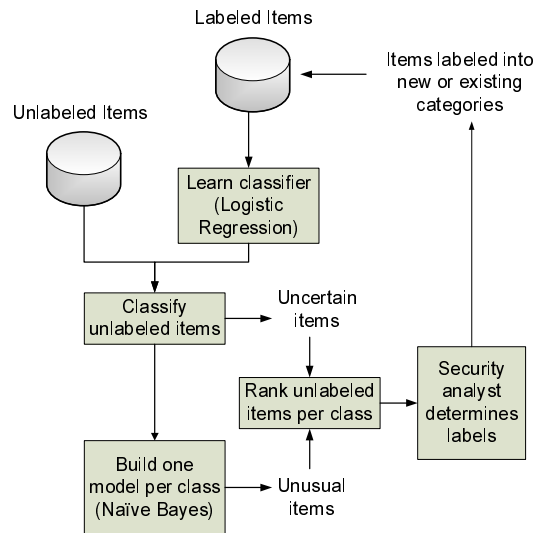 Labeled Items
Items labeled into
new or existing
categories
Unlabeled Items
Learn classifier
(Logistic
Regression)
Classify
unlabeled items
Uncertain
items
Rank unlabeled
items per class
Security
analyst
determines
labels
Build one
model per class
(Naïve Bayes)
Unusual
items